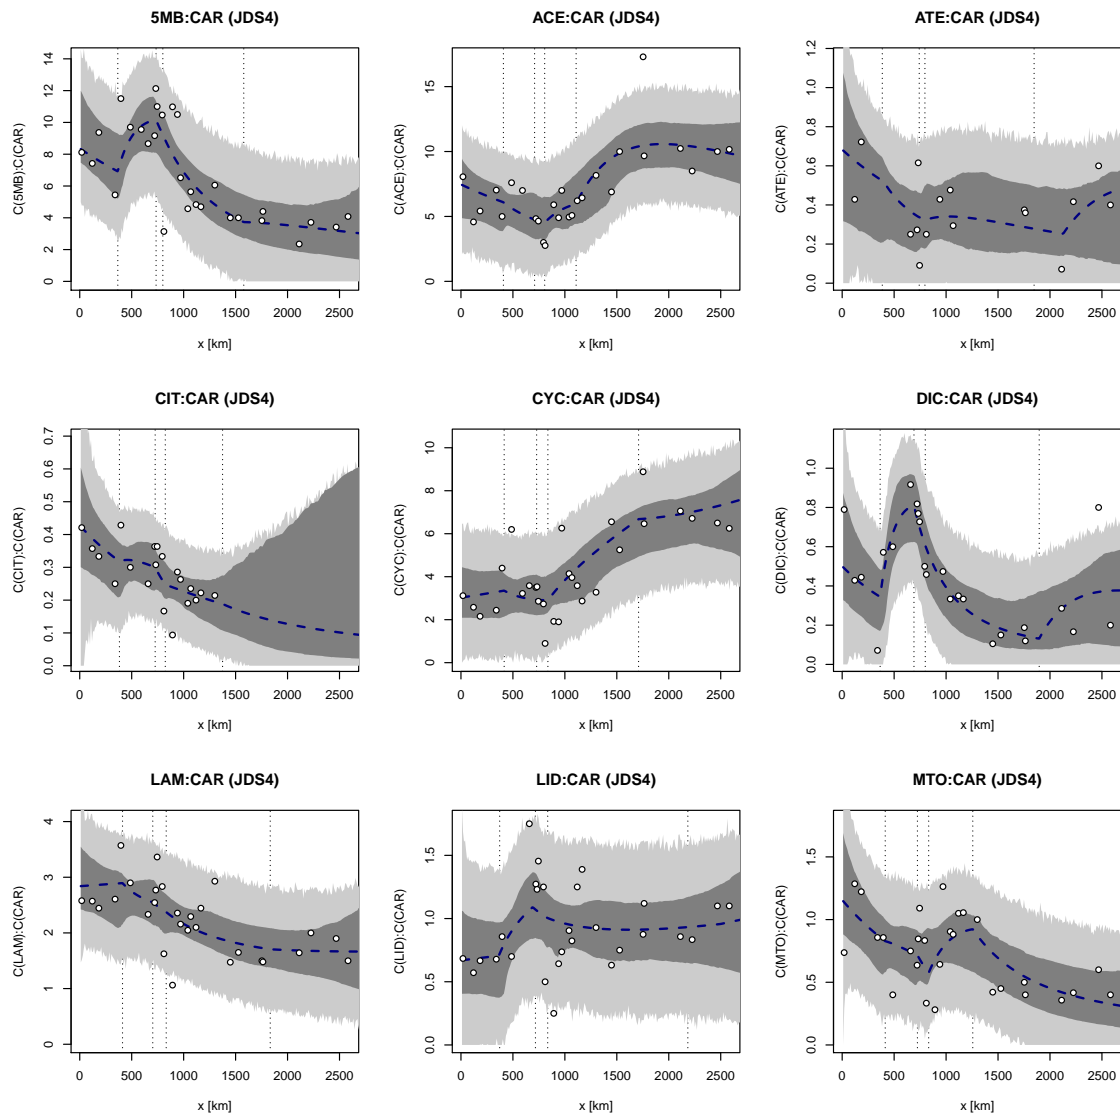 5MB:CAR (JDS4)
C(5MB):C(CAR)
0 2 4 6 8 10 12 14
0 500 1000 1500 2000 2500
x [km]
ACE:CAR (JDS4)
C(ACE):C(CAR)
0 5 10 15
0 500 1000 1500 2000 2500
x [km]
ATE:CAR (JDS4)
C(ATE):C(CAR)
0.0 0.2 0.4 0.6 0.8 1.0 1.2
0 500 1000 1500 2000 2500
x [km]
CIT:CAR (JDS4)
C(CIT):C(CAR)
0.0 0.1 0.2 0.3 0.4 0.5 0.6 0.7
0 500 1000 1500 2000 2500
x [km]
CYC:CAR (JDS4)
C(CYC):C(CAR)
0 2 4 6 8 10
0 500 1000 1500 2000 2500
x [km]
DIC:CAR (JDS4)
C(DIC):C(CAR)
0.0 0.2 0.4 0.6 0.8 1.0
0 500 1000 1500 2000 2500
x [km]
LAM:CAR (JDS4)
C(LAM):C(CAR)
0 1 2 3 4
0 500 1000 1500 2000 2500
x [km]
LID:CAR (JDS4)
C(LID):C(CAR)
0.0 0.5 1.0 1.5
0 500 1000 1500 2000 2500
x [km]
MTO:CAR (JDS4)
C(MTO):C(CAR)
0.0 0.5 1.0 1.5
0 500 1000 1500 2000 2500
x [km]